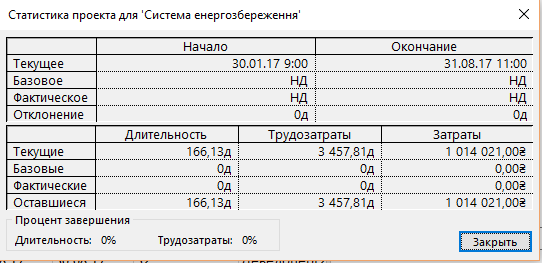 Статистика проекта для 'Система енергозбереження'
Начало Окончание
Текущее 30.01.17 9:00 31.08.17 11:00
Базовое НД НД
Фактическое НД НД
Отклонение 0д 0д
Длительность Трудозатраты Затраты
Текущие 166,13д 3 457,81д 1 014 021,00₴
Базовые 0д 0д 0,00₴
Фактические 0д 0д 0,00₴
Оставшиеся 166,13д 3 457,81д 1 014 021,00₴
Процент завершения
Длительность: 0% Трудозатраты: 0%
Закрыть